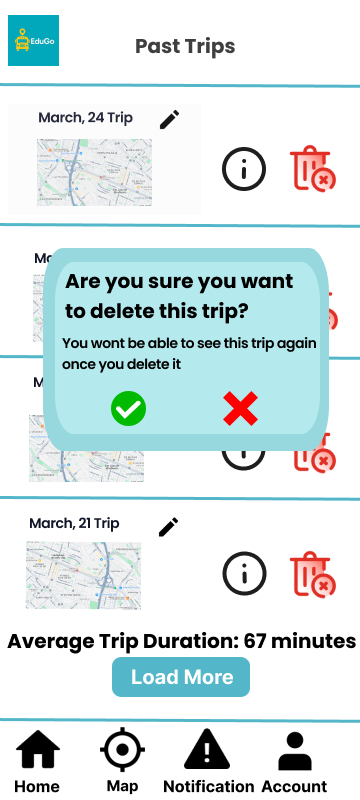 EduGo
Past Trips
March, 24 Trip
Ma
Are you sure you want
to delete this trip?
You wont be able to see this trip again
once you delete it
M
March, 21 Trip
Average Trip Duration: 67 minutes
Load More
Home
Map
Notification
Account